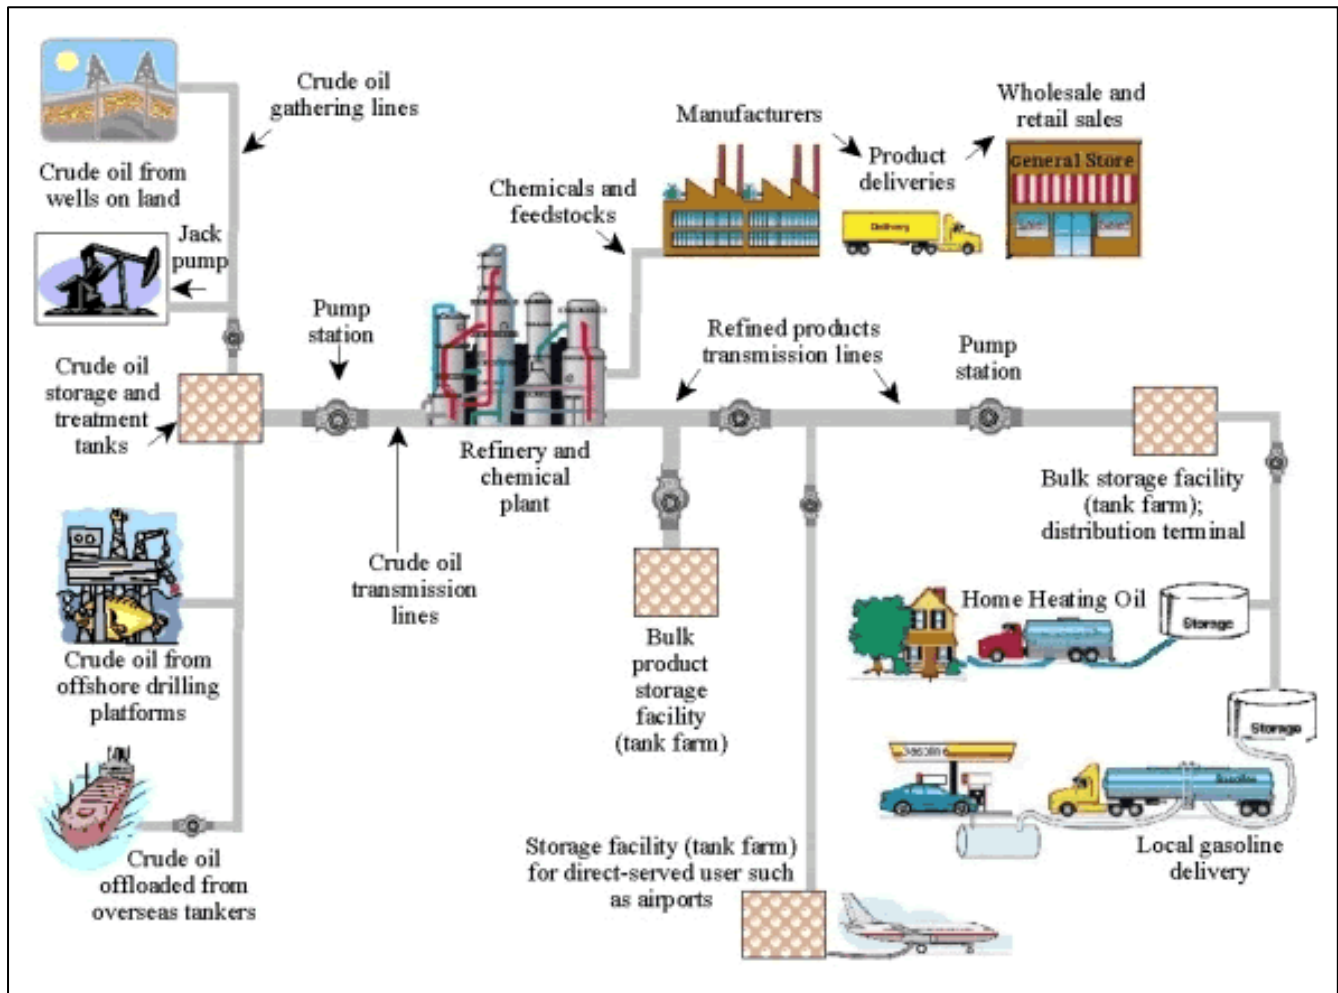 Crude oil
gathering lines
Crude oil from
wells on land
Jack
pump
Crude oil
storage and
treatment
tanks
Pump
station
Crude oil from
offshore drilling
platforms
Crude oil
offloaded from
overseas tankers
Crude oil
transmission
lines
Refinery and
chemical
plant
Chemicals and
feedstocks
Manufacturers
Product
deliveries
Delivery
Wholesale and
retail sales
General Store
Sale!
Sale!
Refined products
transmission lines
Pump
station
Bulk
product
storage
facility
(tank farm)
Bulk storage facility
(tank farm);
distribution terminal
Home Heating Oil
Storage
Storage
Gasoline
Gasoline
Local gasoline
delivery
Storage facility (tank farm)
for direct-served user such
as airports